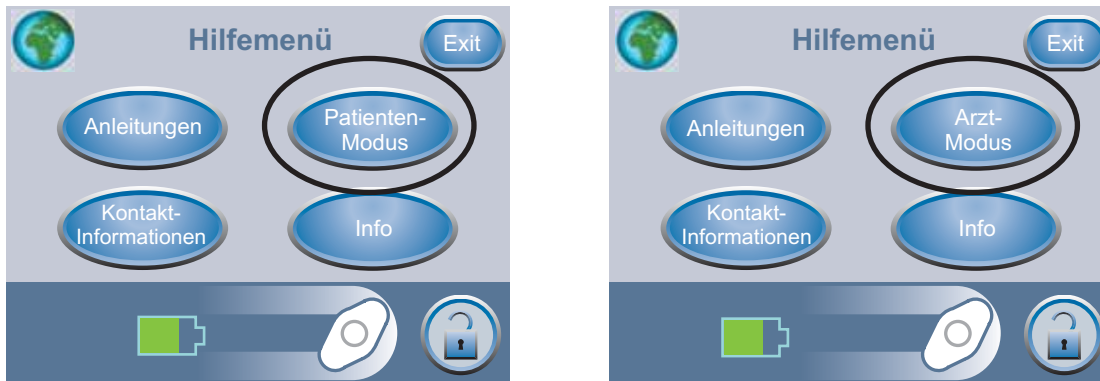 Hilfemenü
Exit
Anleitungen
Patienten-
Modus
Kontakt-
Informationen
Info
Hilfemenü
Exit
Anleitungen
Arzt-
Modus
Kontakt-
Informationen
Info